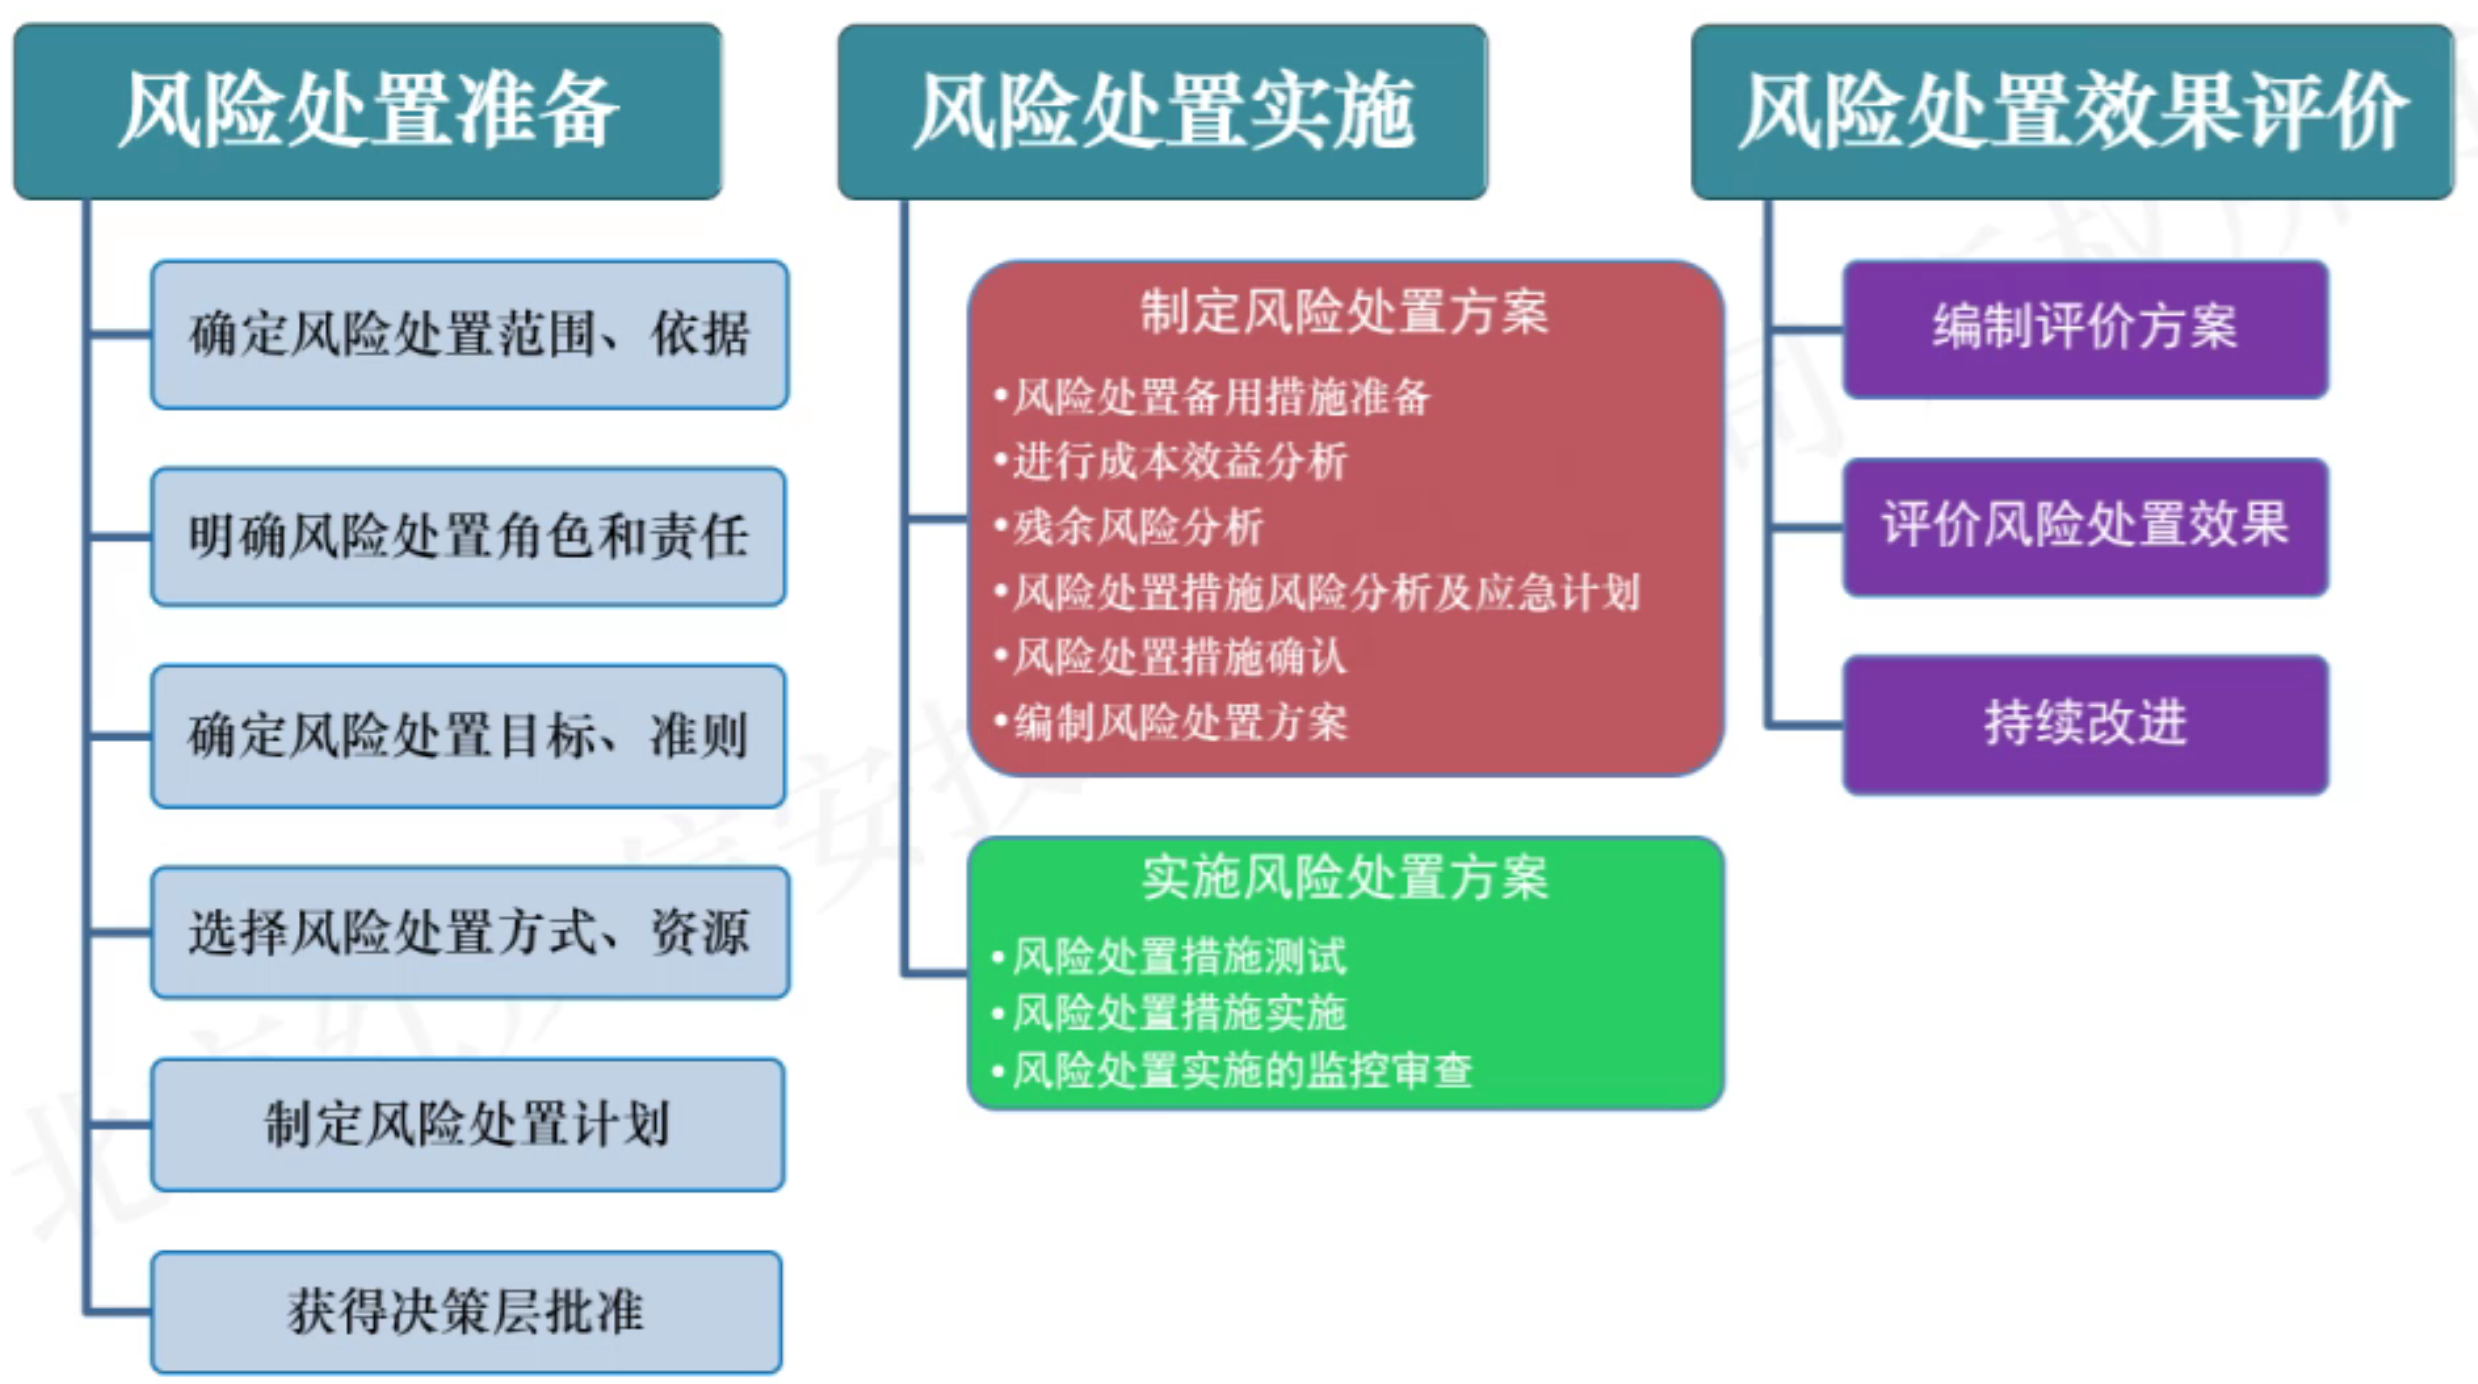 风险处置准备
确定风险处置范围、依据
明确风险处置角色和责任
确定风险处置目标、准则
选择风险处置方式、资源
制定风险处置计划
获得决策层批准
风险处置实施
制定风险处置方案
•风险处置备用措施准备
•进行成本效益分析
•残余风险分析
•风险处置措施风险分析及应急计划
•风险处置措施确认
•编制风险处置方案
实施风险处置方案
•风险处置措施测试
•风险处置措施实施
•风险处置实施的监控审查
风险处置效果评价
编制评价方案
评价风险处置效果
持续改进